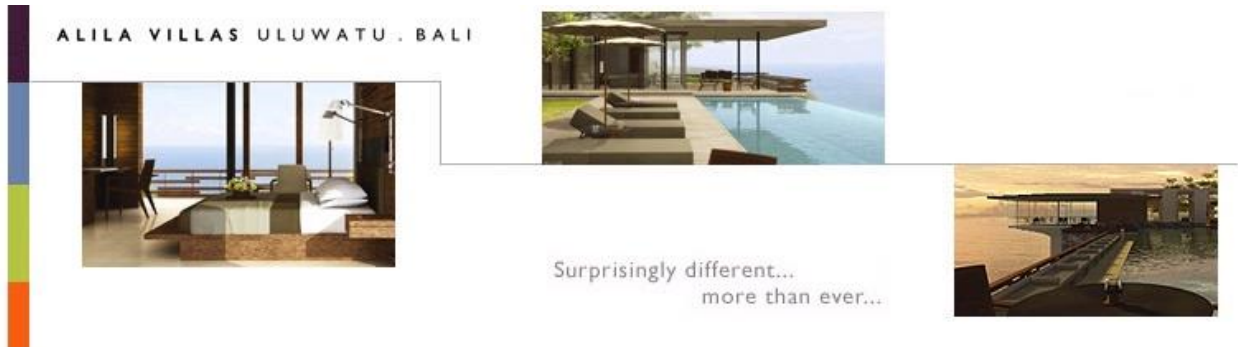 ALILA VILLAS ULUWATU . BALI
Surprisingly different...
more than ever...